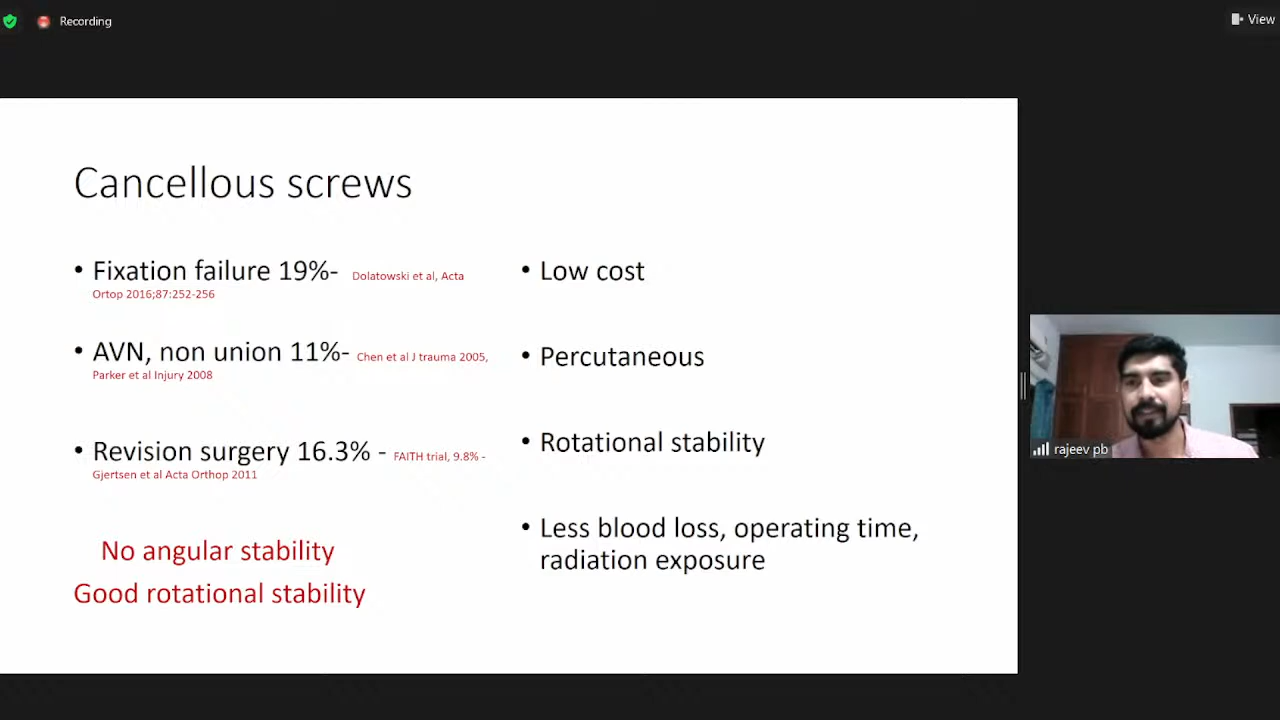 Recording
View
Cancellous screws
• Fixation failure 19%- Dolatowski et al, Acta
Ortop 2016;87:252-256
• AVN, non union 11%- Chen et al J trauma 2005,
Parker et al Injury 2008
• Revision surgery 16.3% - FAITH trial, 9.8% -
Gjertsen et al Acta Orthop 2011
No angular stability
Good rotational stability
• Low cost
• Percutaneous
• Rotational stability
• Less blood loss, operating time,
radiation exposure
rajeev pb